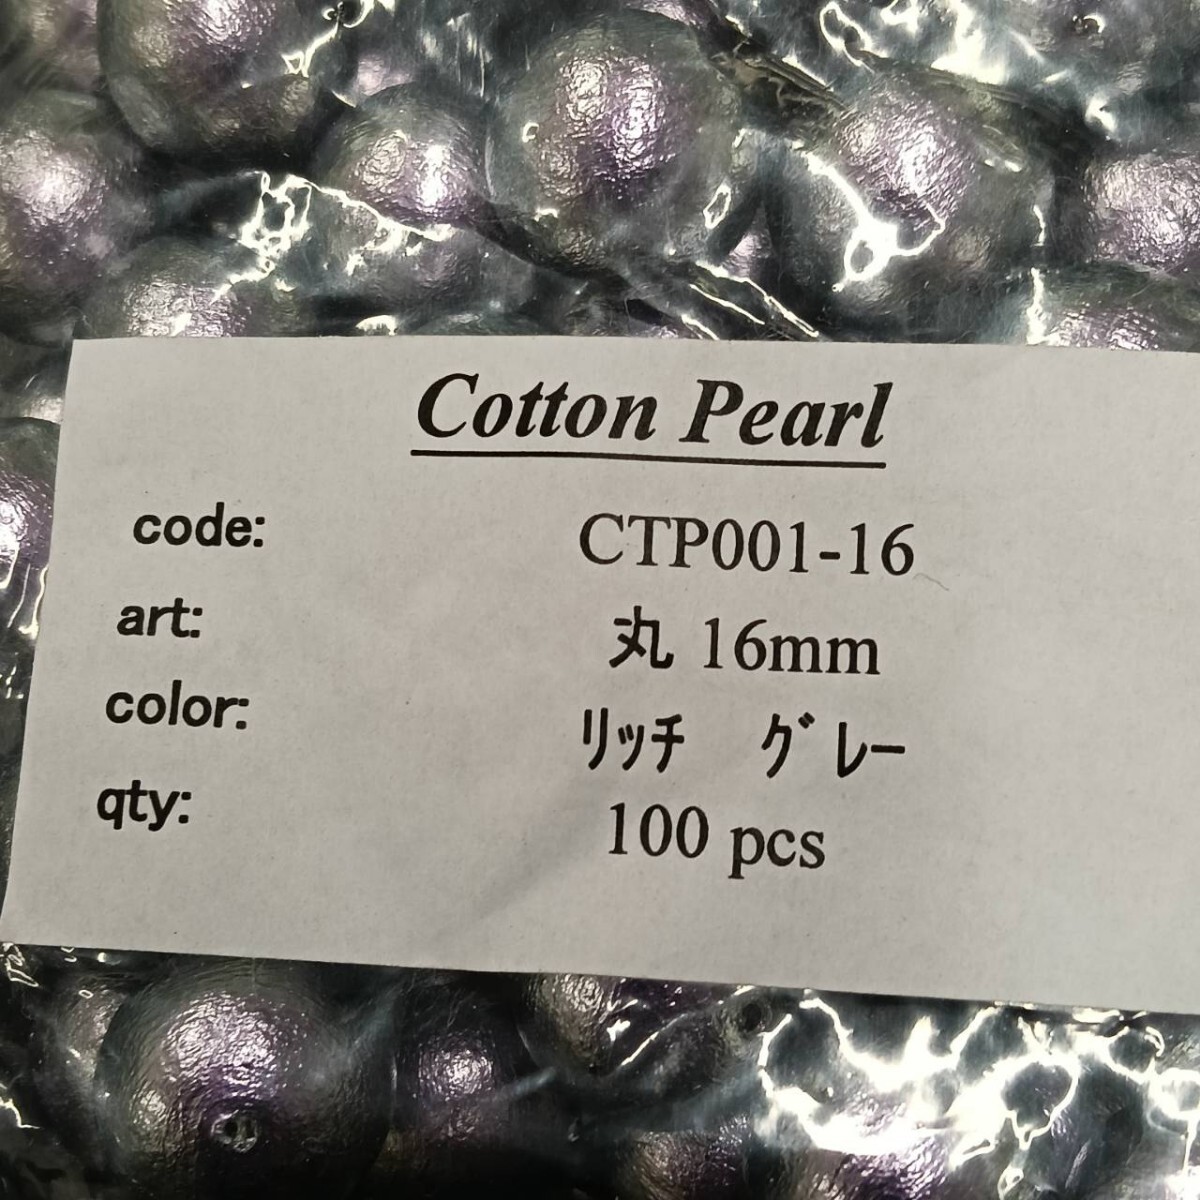 Cotton Pearl
code: CTP001-16
art: 丸 16mm
color: ﾘｯﾁ ｸﾞﾚｰ
qty: 100 pcs